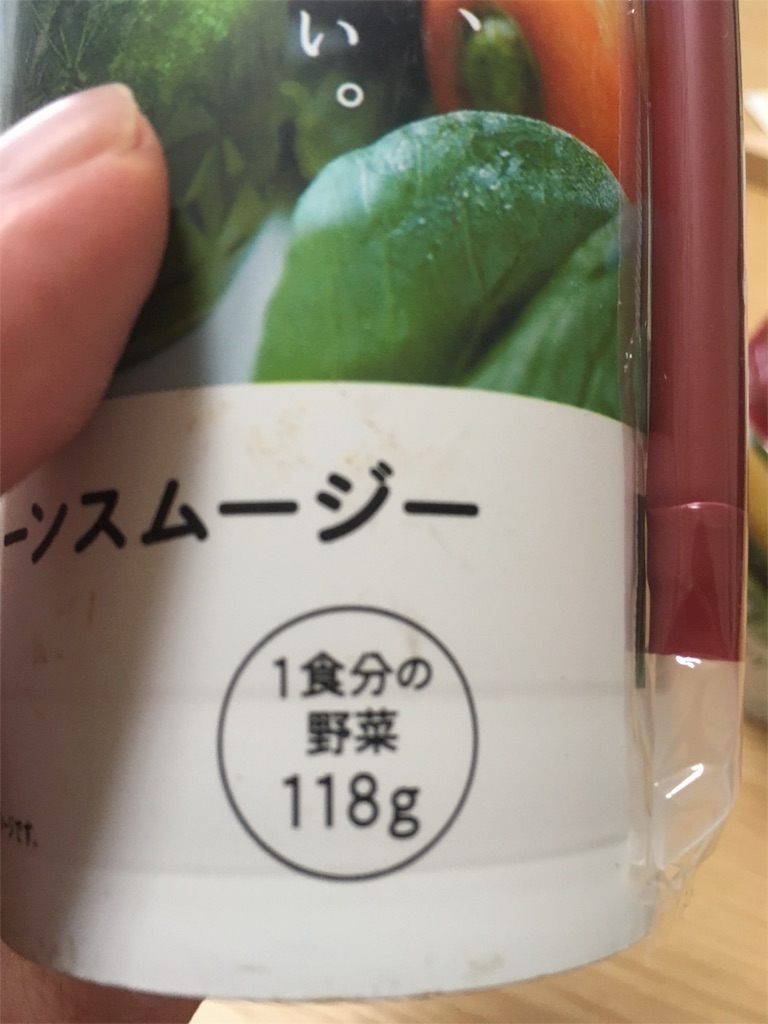 い。
、
ーンスムージー
1食分の
野菜
118g